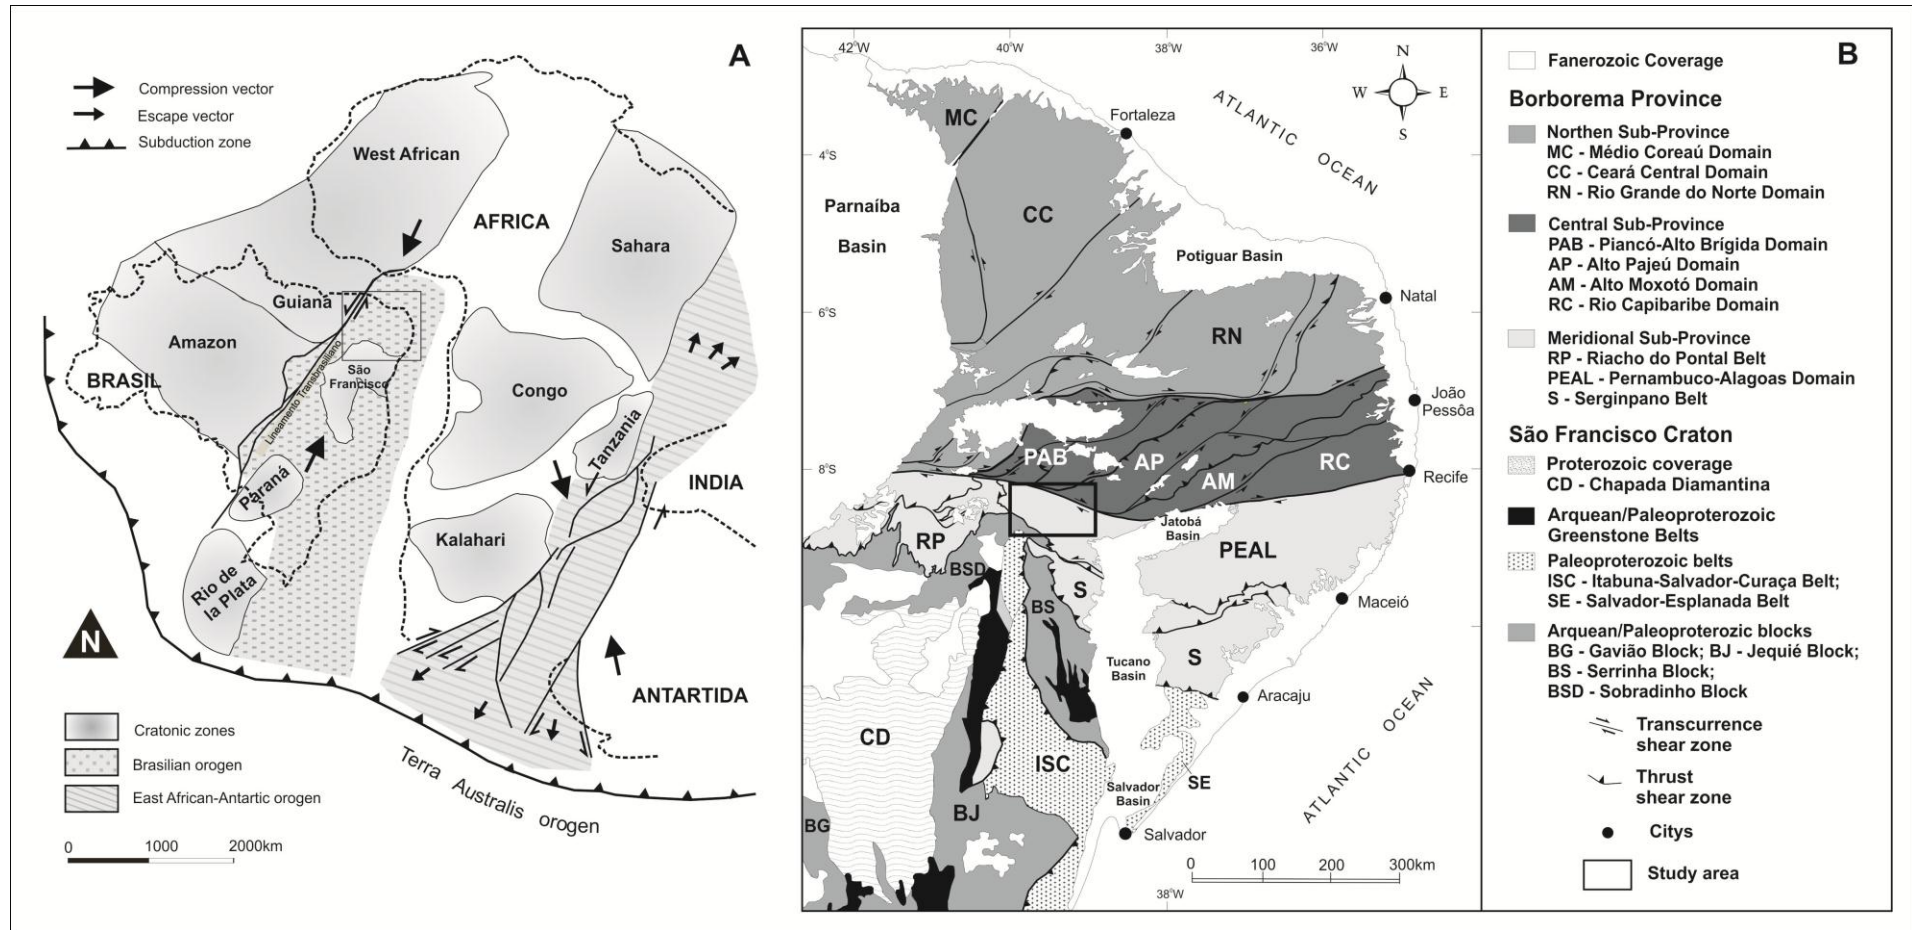 A
Compression vector
Escape vector
Subduction zone
West African
AFRICA
Sahara
Guiana
Amazon
BRASIL
Lineamento Transbrasiliano
São
Francisco
Congo
Tanzania
INDIA
Paraná
Kalahari
Rio de
la Plata
N
ANTARTIDA
Cratonic zones
Brasilian orogen
East African-Antartic orogen
Terra Australis orogen
0 1000 2000km
42°W 40°W 38°W 36°W
N
W E
S
ATLANTIC OCEAN
MC
Fortaleza
4°S
Parnaíba
Basin
CC
Potiguar Basin
Natal
6°S
RN
João
Pessôa
8°S
PAB
AP
AM
RC
Recife
Jatobá
Basin
RP
PEAL
BSD
S
BS
Maceió
S
Tucano
Basin
Aracaju
CD
ISC
SE
Salvador
Basin
BJ
BG
Salvador
ATLANTIC OCEAN
0 100 200 300km
38°W
B
Fanerozoic Coverage
Borborema Province
Northen Sub-Province
MC - Médio Coreaú Domain
CC - Ceará Central Domain
RN - Rio Grande do Norte Domain
Central Sub-Province
PAB - Piancó-Alto Brígida Domain
AP - Alto Pajeú Domain
AM - Alto Moxotó Domain
RC - Rio Capibaribe Domain
Meridional Sub-Province
RP - Riacho do Pontal Belt
PEAL - Pernambuco-Alagoas Domain
S - Serginpano Belt
São Francisco Craton
Proterozoic coverage
CD - Chapada Diamantina
Arquean/Paleoproterozoic
Greenstone Belts
Paleoproterozoic belts
ISC - Itabuna-Salvador-Curaça Belt;
SE - Salvador-Esplanada Belt
Arquean/Paleoproterozic blocks
BG - Gavião Block; BJ - Jequié Block;
BS - Serrinha Block;
BSD - Sobradinho Block
Transcurrence
shear zone
Thrust
shear zone
Citys
Study area